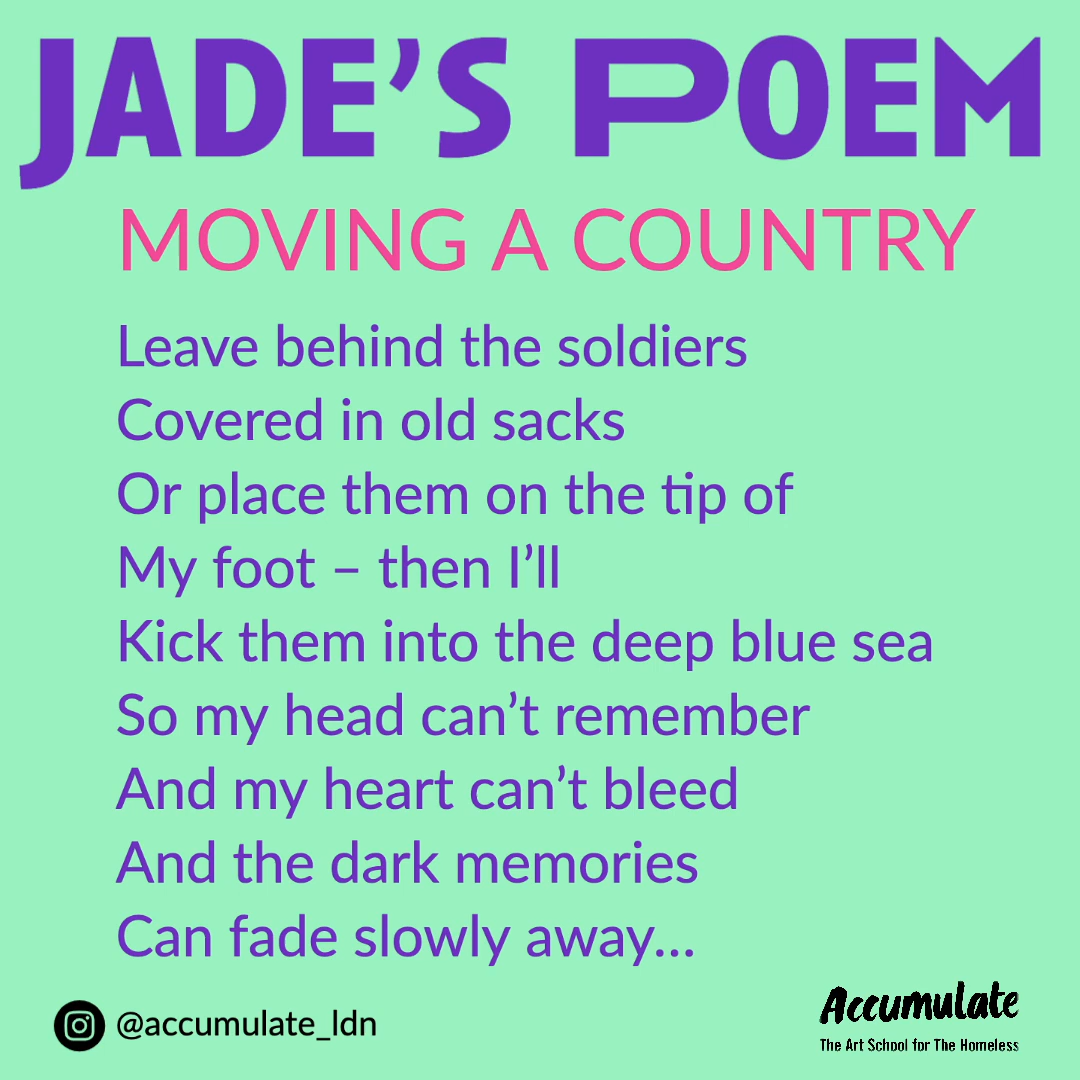 JADE'S POEM
MOVING A COUNTRY
Leave behind the soldiers
Covered in old sacks
Or place them on the tip of
My foot – then I’ll
Kick them into the deep blue sea
So my head can’t remember
And my heart can’t bleed
And the dark memories
Can fade slowly away...
@accumulate_ldn
Accumulate
The Art School for The Homeless